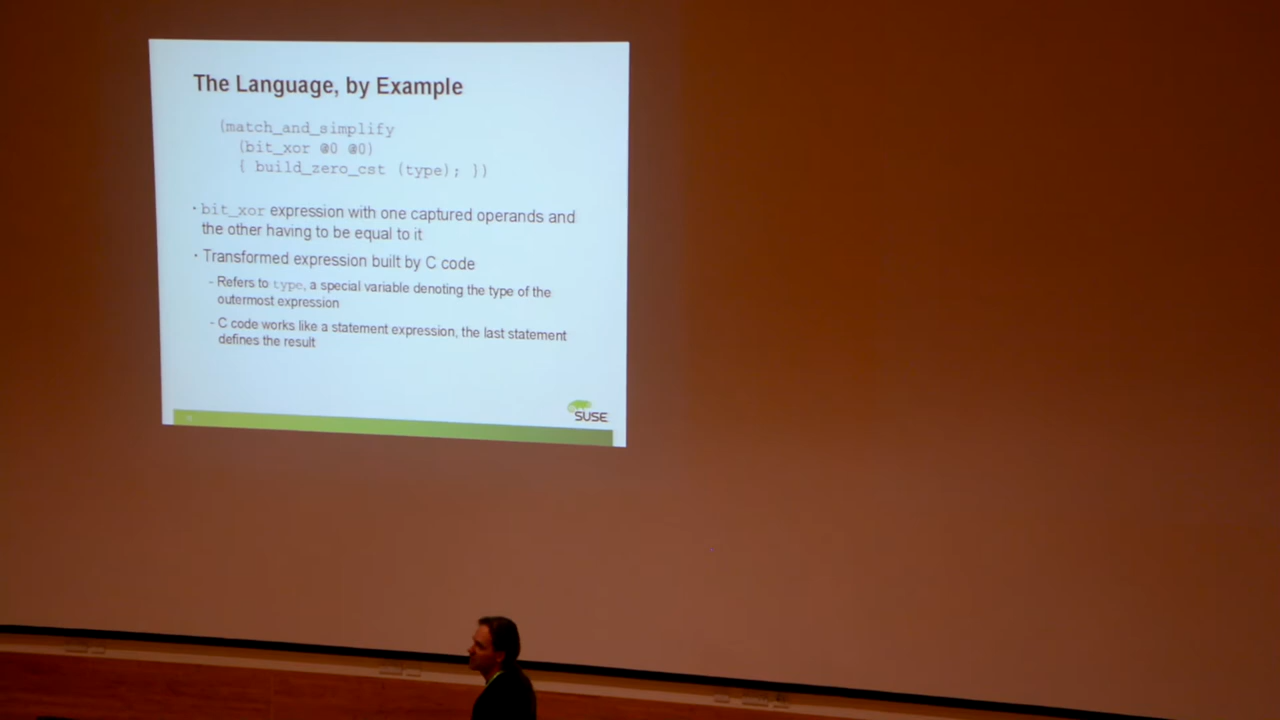 The Language, by Example
(match_and_simplify
(bit_xor @0 @0)
{ build_zero_cst (type); })
· bit_xor expression with one captured operands and
the other having to be equal to it
· Transformed expression built by C code
- Refers to type, a special variable denoting the type of the
outermost expression
- C code works like a statement expression, the last statement
defines the result
SUSE